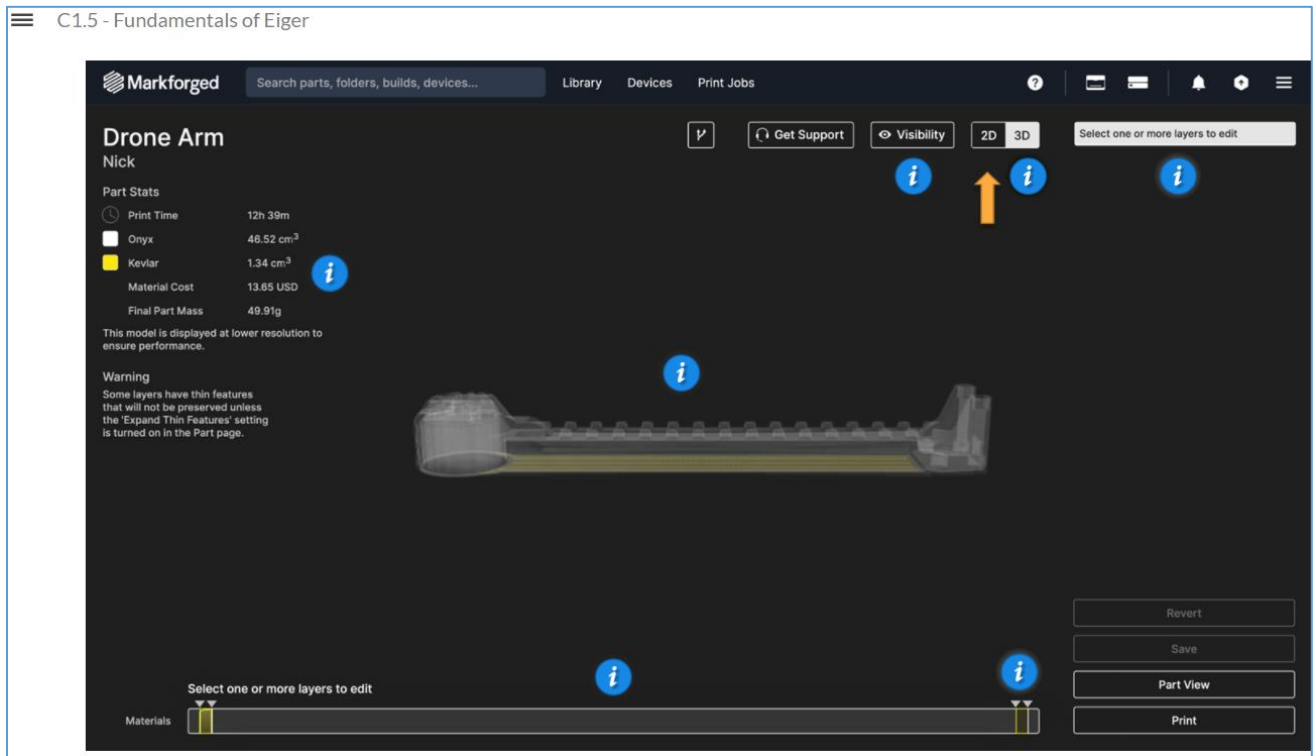 C1.5 - Fundamentals of Eiger
Markforged
Search parts, folders, builds, devices...
Library Devices Print Jobs
?
Drone Arm
Nick
Get Support
Visibility
2D 3D
Select one or more layers to edit
i
i
i
Part Stats
Print Time 12h 39m
Onyx 46.52 cm³
Kevlar 1.34 cm³
i
Material Cost 13.65 USD
Final Part Mass 49.91g
This model is displayed at lower resolution to
ensure performance.
Warning
Some layers have thin features
that will not be preserved unless
the 'Expand Thin Features' setting
is turned on in the Part page.
i
Revert
Save
Part View
Print
Select one or more layers to edit
i
i
Materials